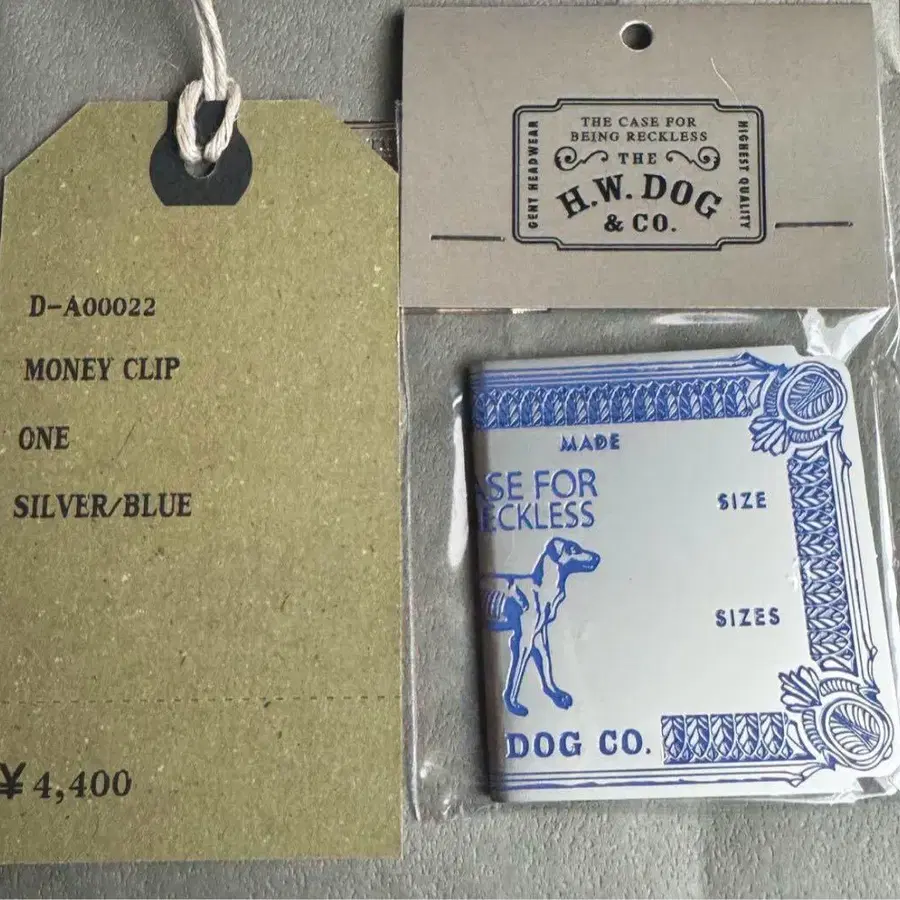 D-A00022
MONEY CLIP
ONE
SILVER/BLUE
¥4,400
THE CASE FOR
BEING RECKLESS
THE
H.W. DOG
& CO.
GENT HEADWEAR
HIGHEST QUALITY
MADE
ASE FOR
ECKLESS
SIZE
SIZES
DOG CO.